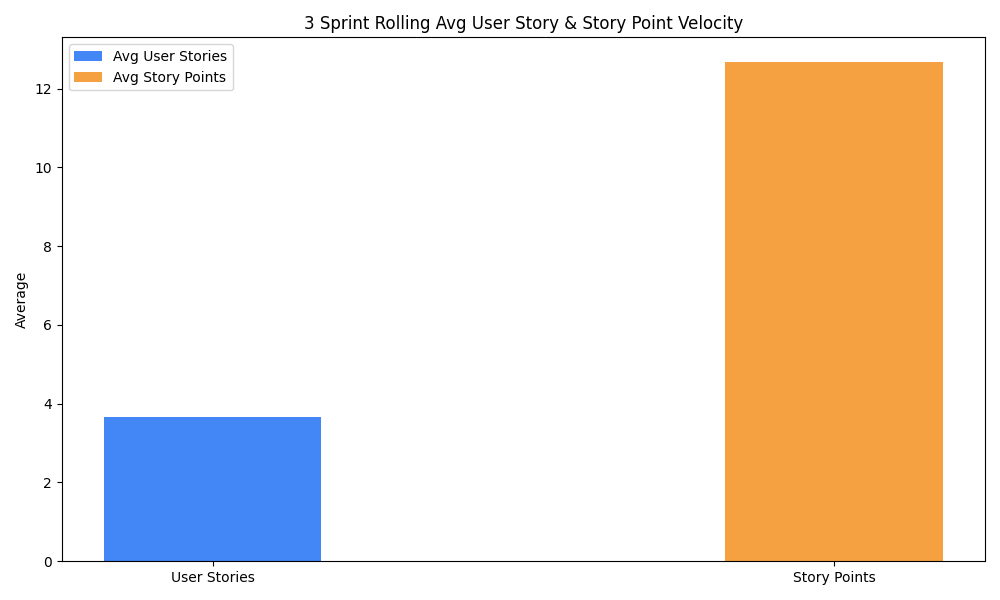 3 Sprint Rolling Avg User Story & Story Point Velocity
Avg User Stories
Avg Story Points
Average
12
10
8
6
4
2
0
User Stories
Story Points